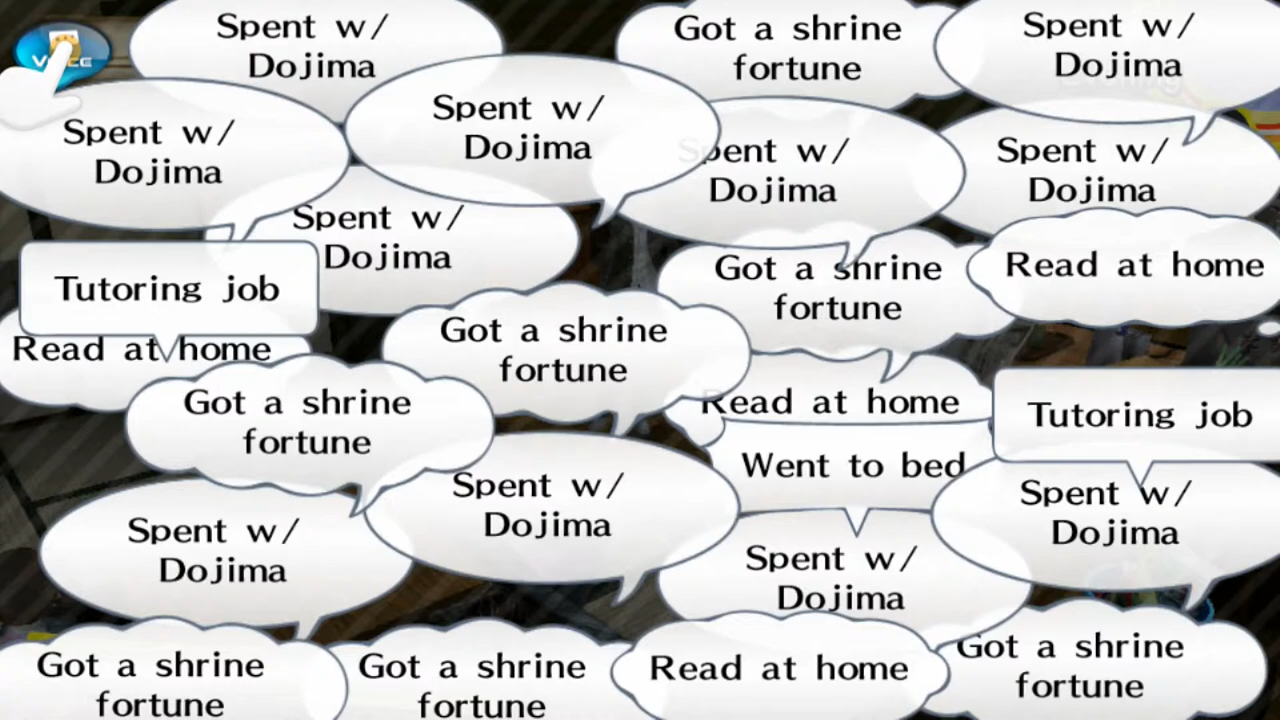 Spent w/
Dojima
Got a shrine
fortune
Spent w/
Dojima
Spent w/
Dojima
Spent w/
Dojima
Spent w/
Dojima
Spent w/
Dojima
Spent w/
Dojima
Tutoring job
Got a shrine
fortune
Read at home
Read at home
Got a shrine
fortune
Got a shrine
fortune
Read at home
Tutoring job
Went to bed
Spent w/
Dojima
Spent w/
Dojima
Spent w/
Dojima
Spent w/
Dojima
Got a shrine
fortune
Got a shrine
fortune
Read at home
Got a shrine
fortune